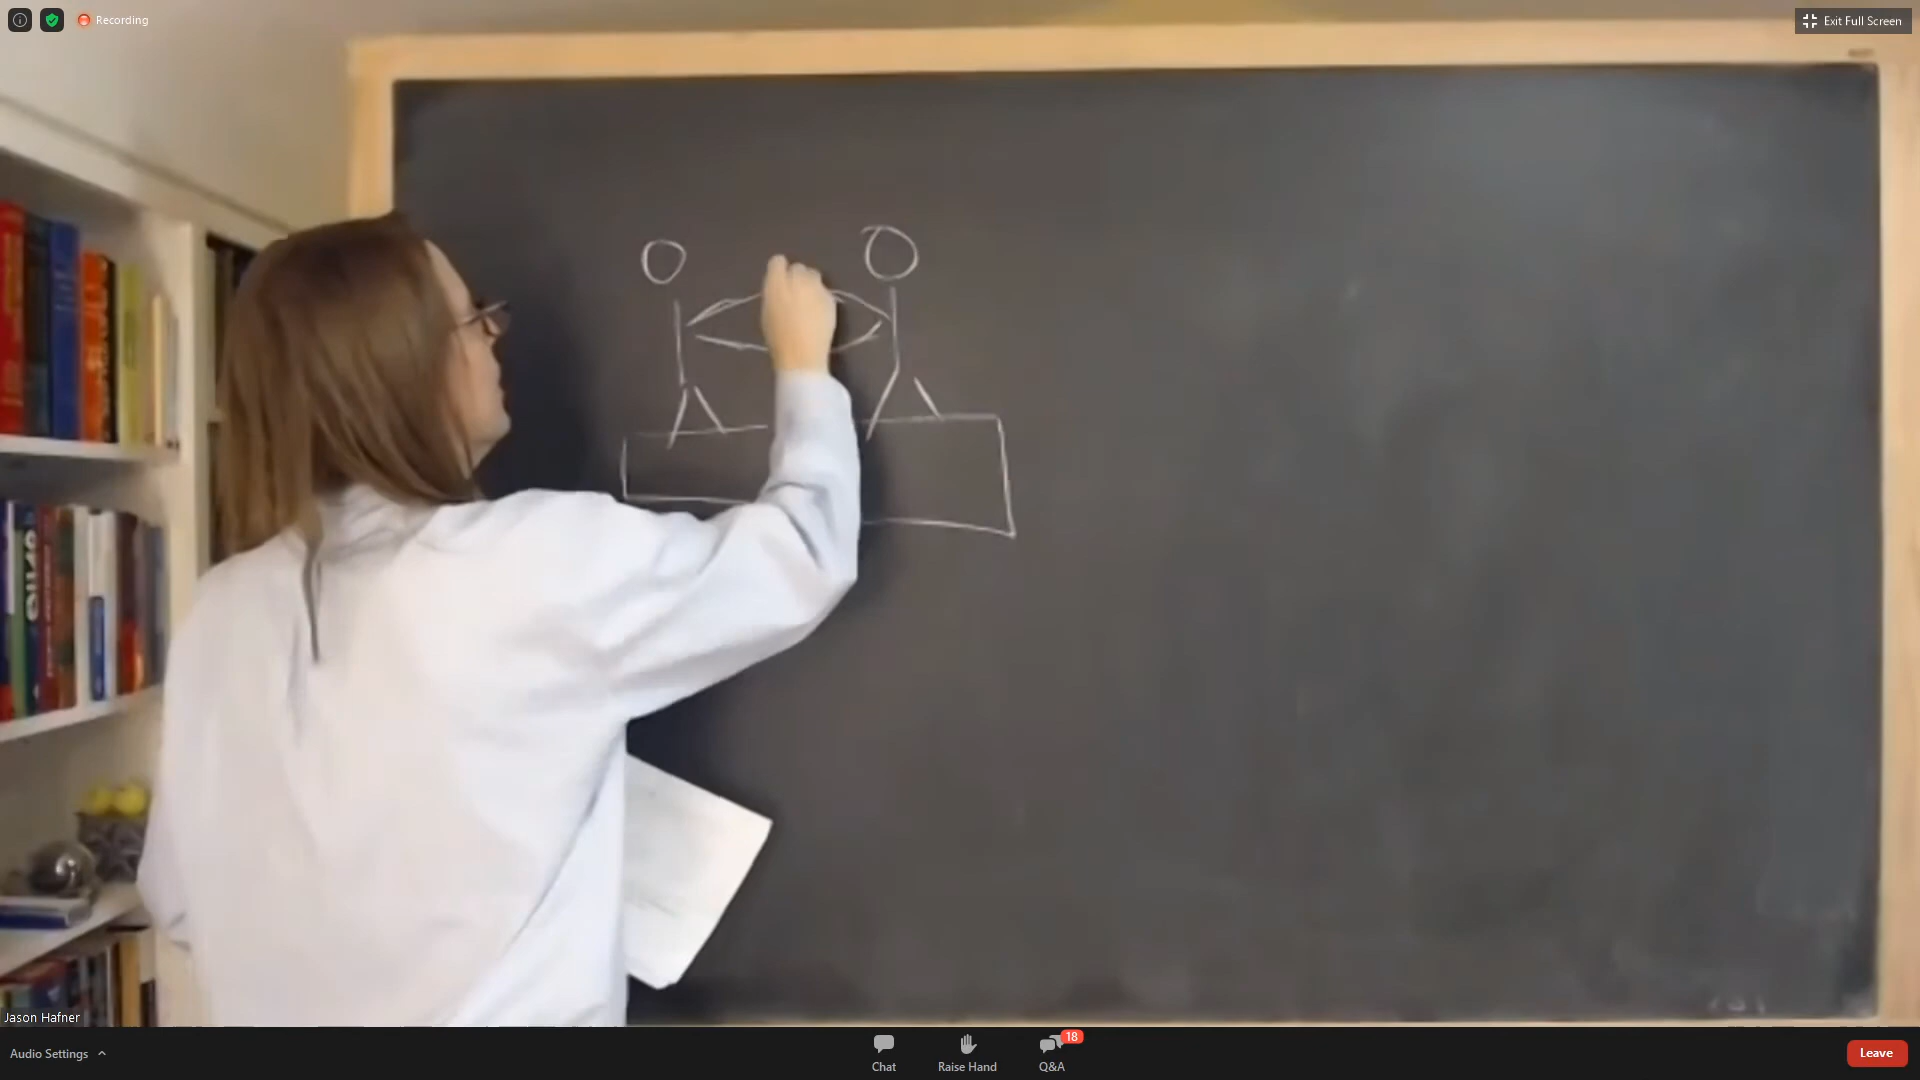 Recording
Exit Full Screen
Jason Hafner
Audio Settings
Chat
Raise Hand
Q&A
18
Leave